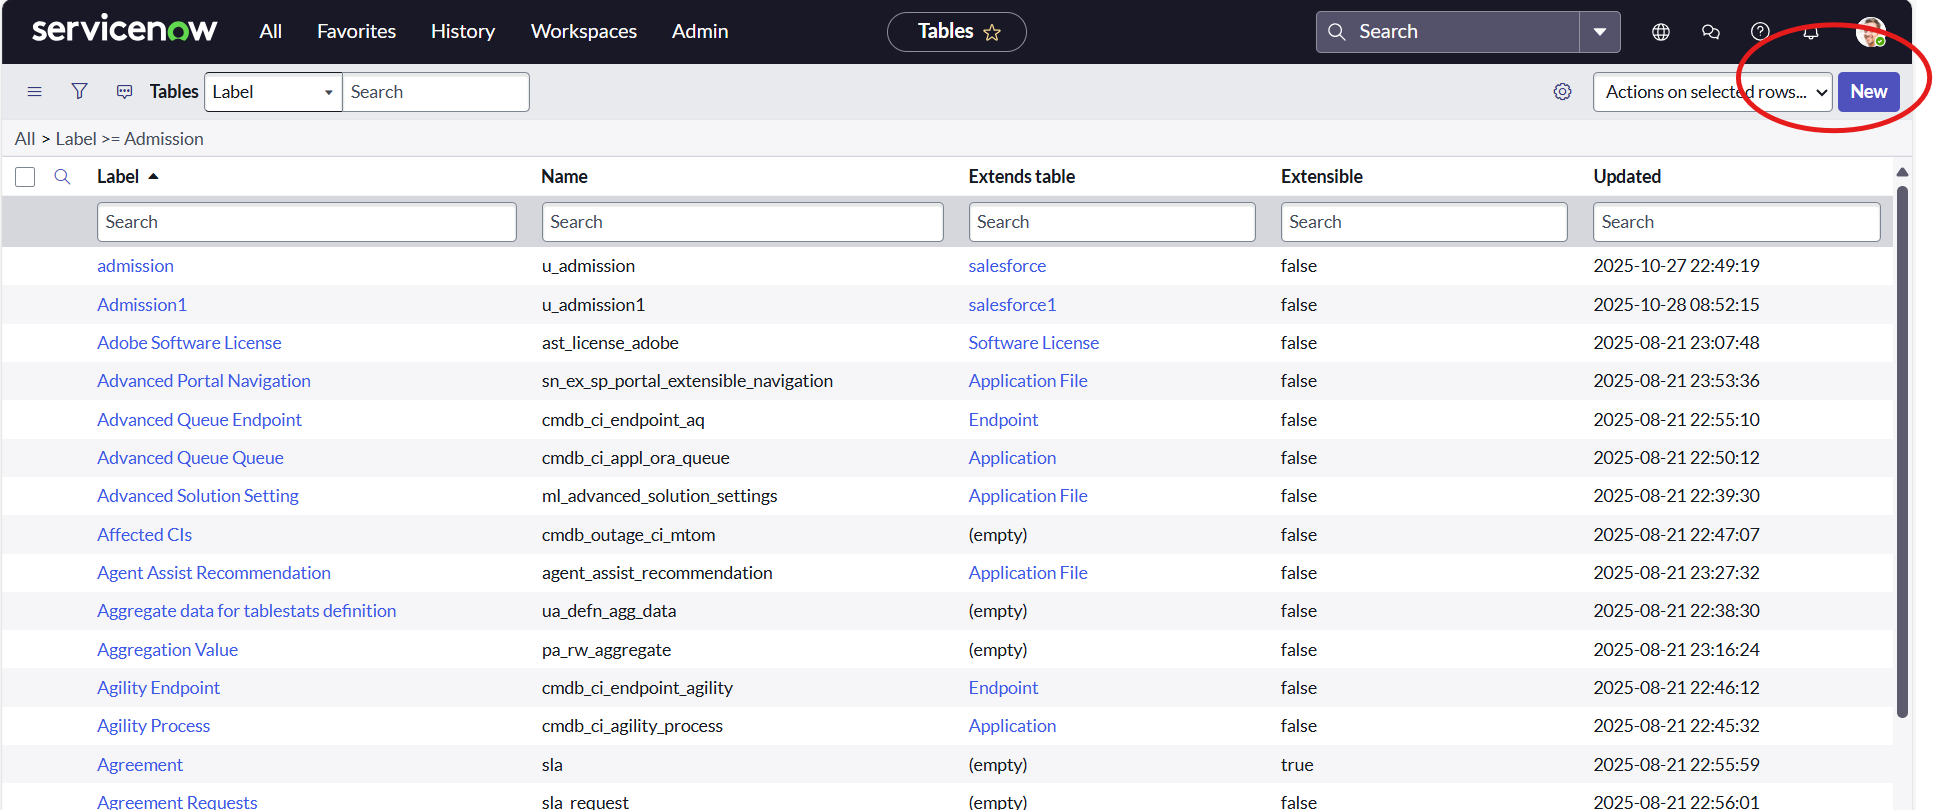 servicenow All Favorites History Workspaces Admin Tables Search
Tables Label Search Actions on selected rows... New
All > Label >= Admission
Label Name Extends table Extensible Updated
Search Search Search Search Search
admission u_admission salesforce false 2025-10-27 22:49:19
Admission1 u_admission1 salesforce1 false 2025-10-28 08:52:15
Adobe Software License ast_license_adobe Software License false 2025-08-21 23:07:48
Advanced Portal Navigation sn_ex_sp_portal_extensible_navigation Application File false 2025-08-21 23:53:36
Advanced Queue Endpoint cmdb_ci_endpoint_aq Endpoint false 2025-08-21 22:55:10
Advanced Queue Queue cmdb_ci_appl_ora_queue Application false 2025-08-21 22:50:12
Advanced Solution Setting ml_advanced_solution_settings Application File false 2025-08-21 22:39:30
Affected CIs cmdb_outage_ci_mtom (empty) false 2025-08-21 22:47:07
Agent Assist Recommendation agent_assist_recommendation Application File false 2025-08-21 23:27:32
Aggregate data for tablestats definition ua_defn_agg_data (empty) false 2025-08-21 22:38:30
Aggregation Value pa_rw_aggregate (empty) false 2025-08-21 23:16:24
Agility Endpoint cmdb_ci_endpoint_agility Endpoint false 2025-08-21 22:46:12
Agility Process cmdb_ci_agility_process Application false 2025-08-21 22:45:32
Agreement sla (empty) true 2025-08-21 22:55:59
Agreement Requests sla_request (empty) false 2025-08-21 22:56:01